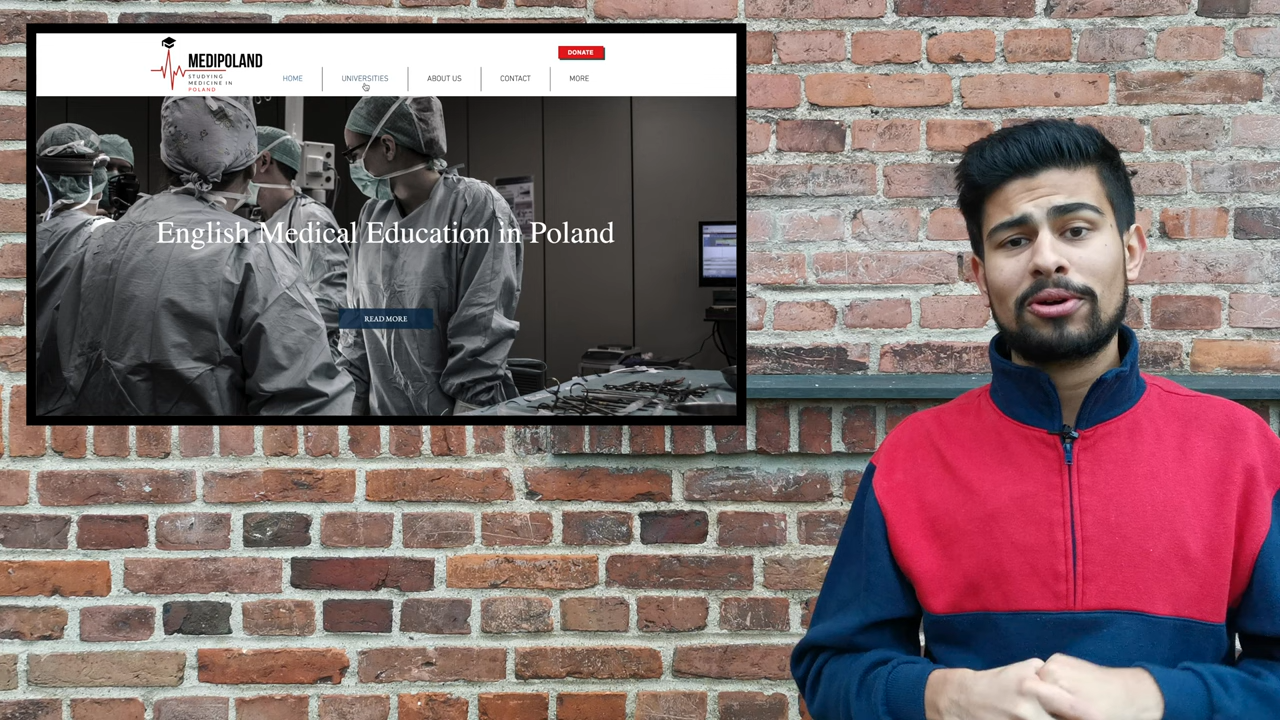 DONATE
MEDIPOLAND
STUDYING
MEDICINE IN
POLAND
HOME
UNIVERSITIES
ABOUT US
CONTACT
MORE
English Medical Education in Poland
READ MORE